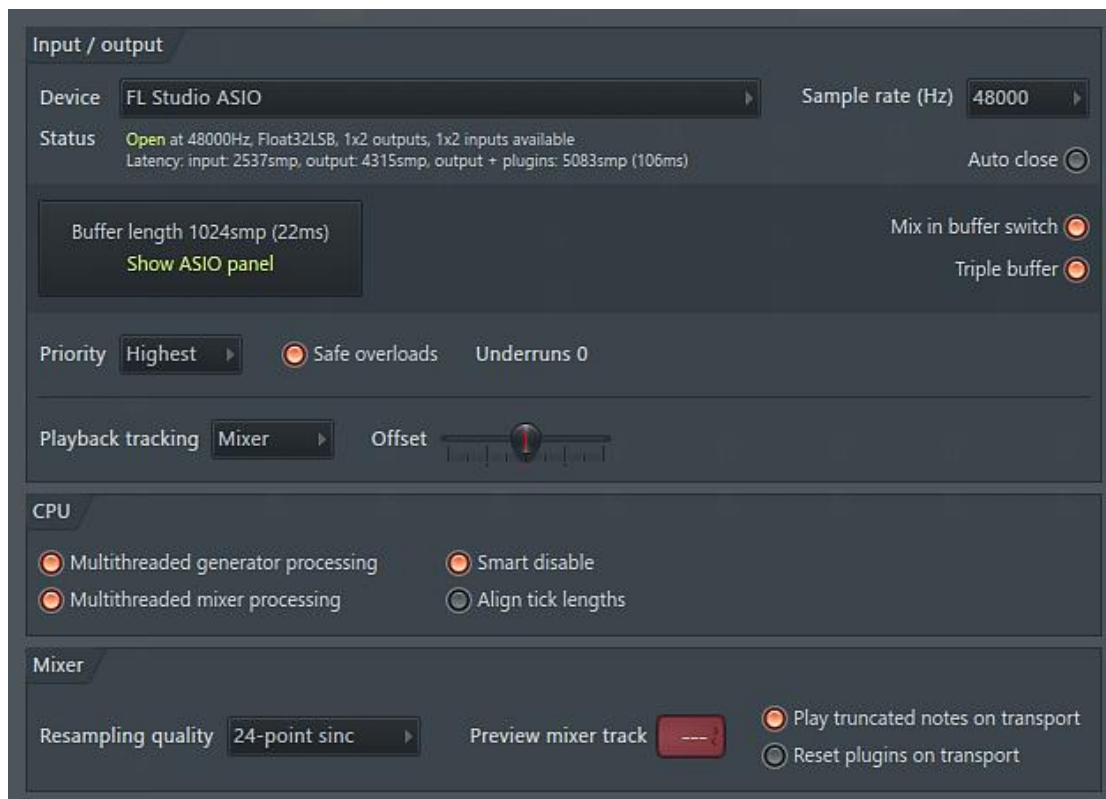 Input / output
Device FL Studio ASIO Sample rate (Hz) 48000
Status Open at 48000Hz, Float32LSB, 1x2 outputs, 1x2 inputs available
Latency: input: 2537smp, output: 4315smp, output + plugins: 5083smp (106ms)
Auto close
Buffer length 1024smp (22ms)
Show ASIO panel
Mix in buffer switch
Triple buffer
Priority Highest Safe overloads Underruns 0
Playback tracking Mixer Offset
CPU
Multithreaded generator processing Smart disable
Multithreaded mixer processing Align tick lengths
Mixer
Resampling quality 24-point sinc Preview mixer track ---
Play truncated notes on transport
Reset plugins on transport